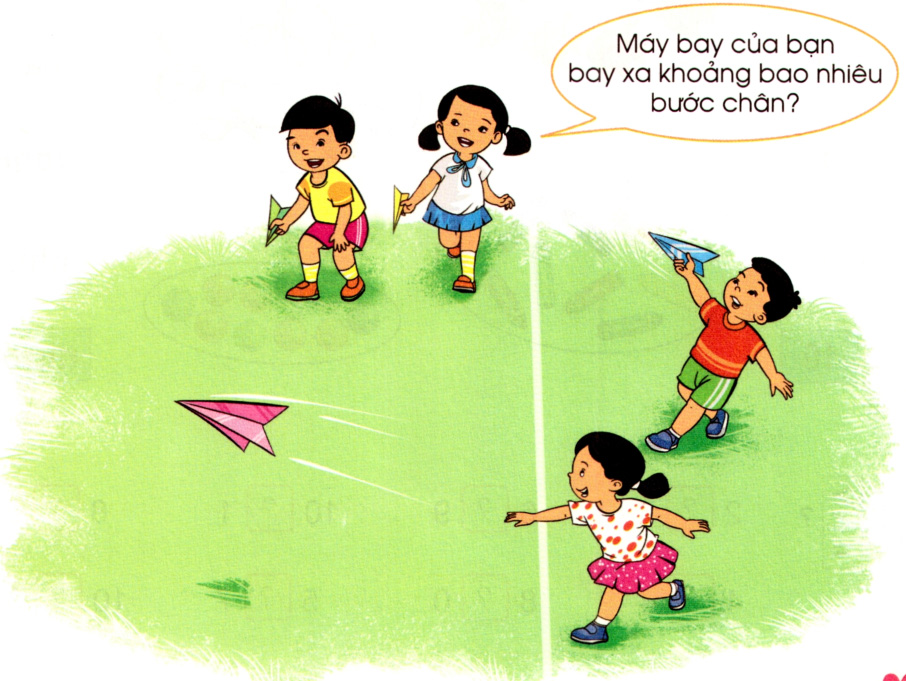 Máy bay của bạn
bay xa khoảng bao nhiêu
bước chân?